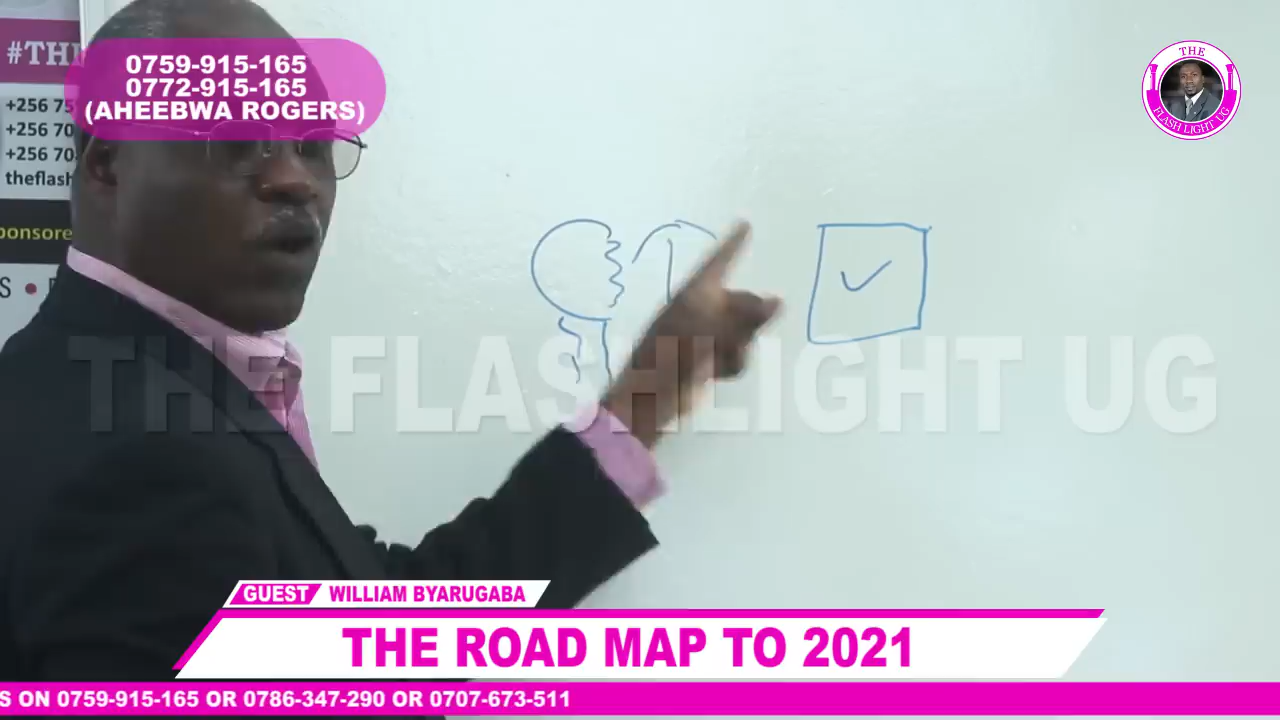 #THE
0759-915-165
0772-915-165
(AHEEBWA ROGERS)
+256 75
+256 70
+256 70
theflash
ponsore
S •
THE
FLASH LIGHT UG
THE FLASHLIGHT UG
GUEST WILLIAM BYARUGABA
THE ROAD MAP TO 2021
S ON 0759-915-165 OR 0786-347-290 OR 0707-673-511